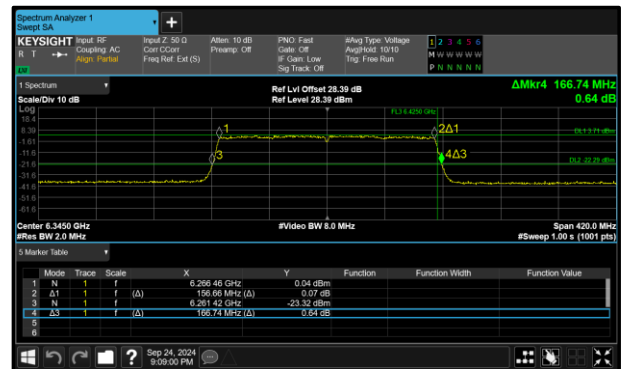 Spectrum Analyzer 1
Swept SA
+
KEYSIGHT Input: RF Input Z: 50 Ω Atten: 10 dB PNO: Fast #Avg Type: Voltage 1 2 3 4 5 6
R T Coupling: AC Corr CCorr Preamp: Off Gate: Off Avg|Hold: 10/10 M W W W W W
Align: Partial Freq Ref: Ext (S) IF Gain: Low Trig: Free Run
Sig Track: Off P N N N N N
1 Spectrum ΔMkr4 166.74 MHz
Ref Lvl Offset 28.39 dB
Scale/Div 10 dB Ref Level 28.39 dBm 0.64 dB
Log
18.4 FL3 6.4250 GHz
8.39 1 2Δ1 DL1 3.71 dBm
-1.61
-11.6 3 4Δ3
-21.6 DL2 -22.29 dBm
-31.6
-41.6
-51.6
-61.6
Center 6.3450 GHz #Video BW 8.0 MHz Span 420.0 MHz
#Res BW 2.0 MHz #Sweep 1.00 s (1001 pts)
5 Marker Table
Mode Trace Scale X Y Function Function Width Function Value
1 N 1 f 6.266 46 GHz 0.04 dBm
2 Δ1 1 f (Δ) 156.66 MHz (Δ) 0.07 dB
3 N 1 f 6.261 42 GHz -23.32 dBm
4 Δ3 1 f (Δ) 166.74 MHz (Δ) 0.64 dB
5
6
? Sep 24, 2024
9:09:00 PM